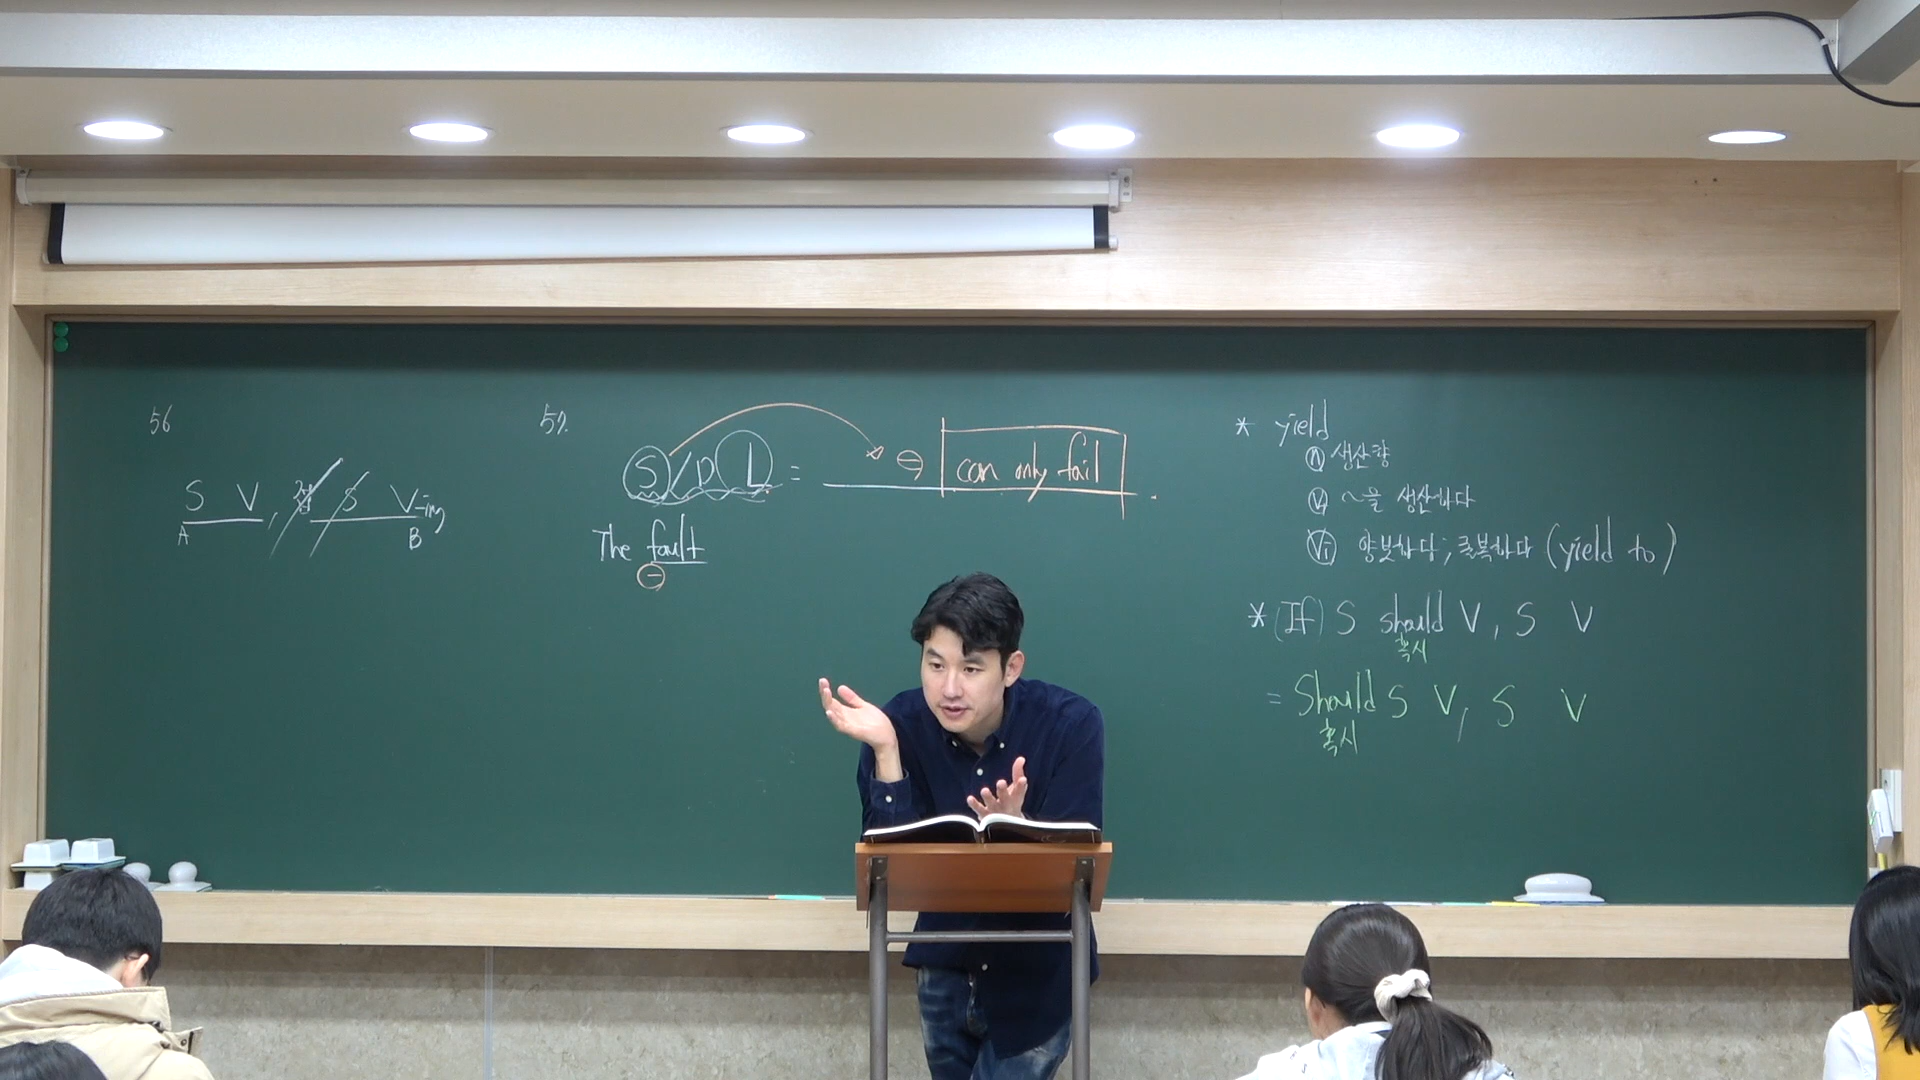 56
S V, 접 S V-ing
A B
57.
S/P L = ⊖ can only fail.
The fault
⊖
* yield
ⓝ 생산량
ⓥ ~을 생산하다
Vi 양보하다; 굴복하다 (yield to)
* (If) S should V, S V
혹시
= Should S V, S V
혹시